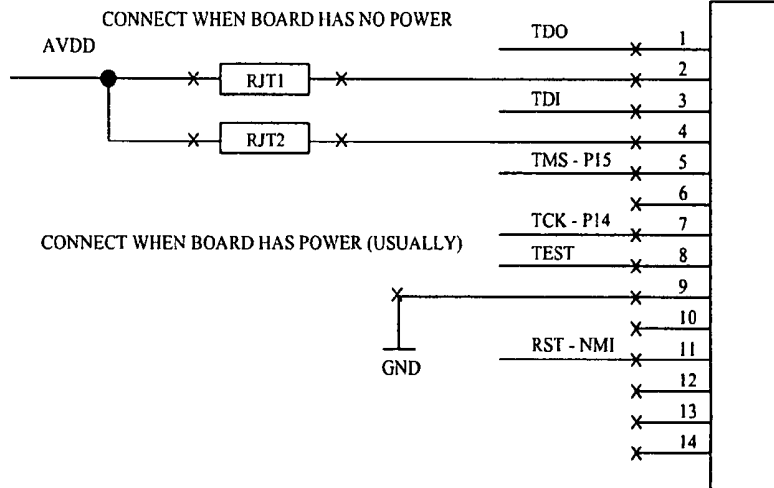 CONNECT WHEN BOARD HAS NO POWER
AVDD
TDO
1
RJT1
2
TDI
3
RJT2
4
TMS - P15
5
6
TCK - P14
7
CONNECT WHEN BOARD HAS POWER (USUALLY)
TEST
8
9
10
RST - NMI
11
GND
12
13
14